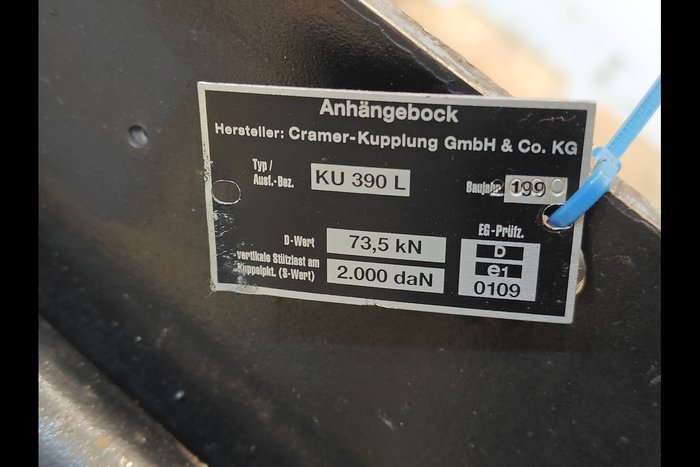 Anhängebock
Hersteller: Cramer-Kupplung GmbH & Co. KG
Typ /
Ausf.-Bez.
KU 390 L
Baujahr
D-Wert
73,5 kN
vertikale Stützlast am
Kuppelpkt. (S-Wert)
2.000 daN
EG-Prüfz.
D
e1
0109